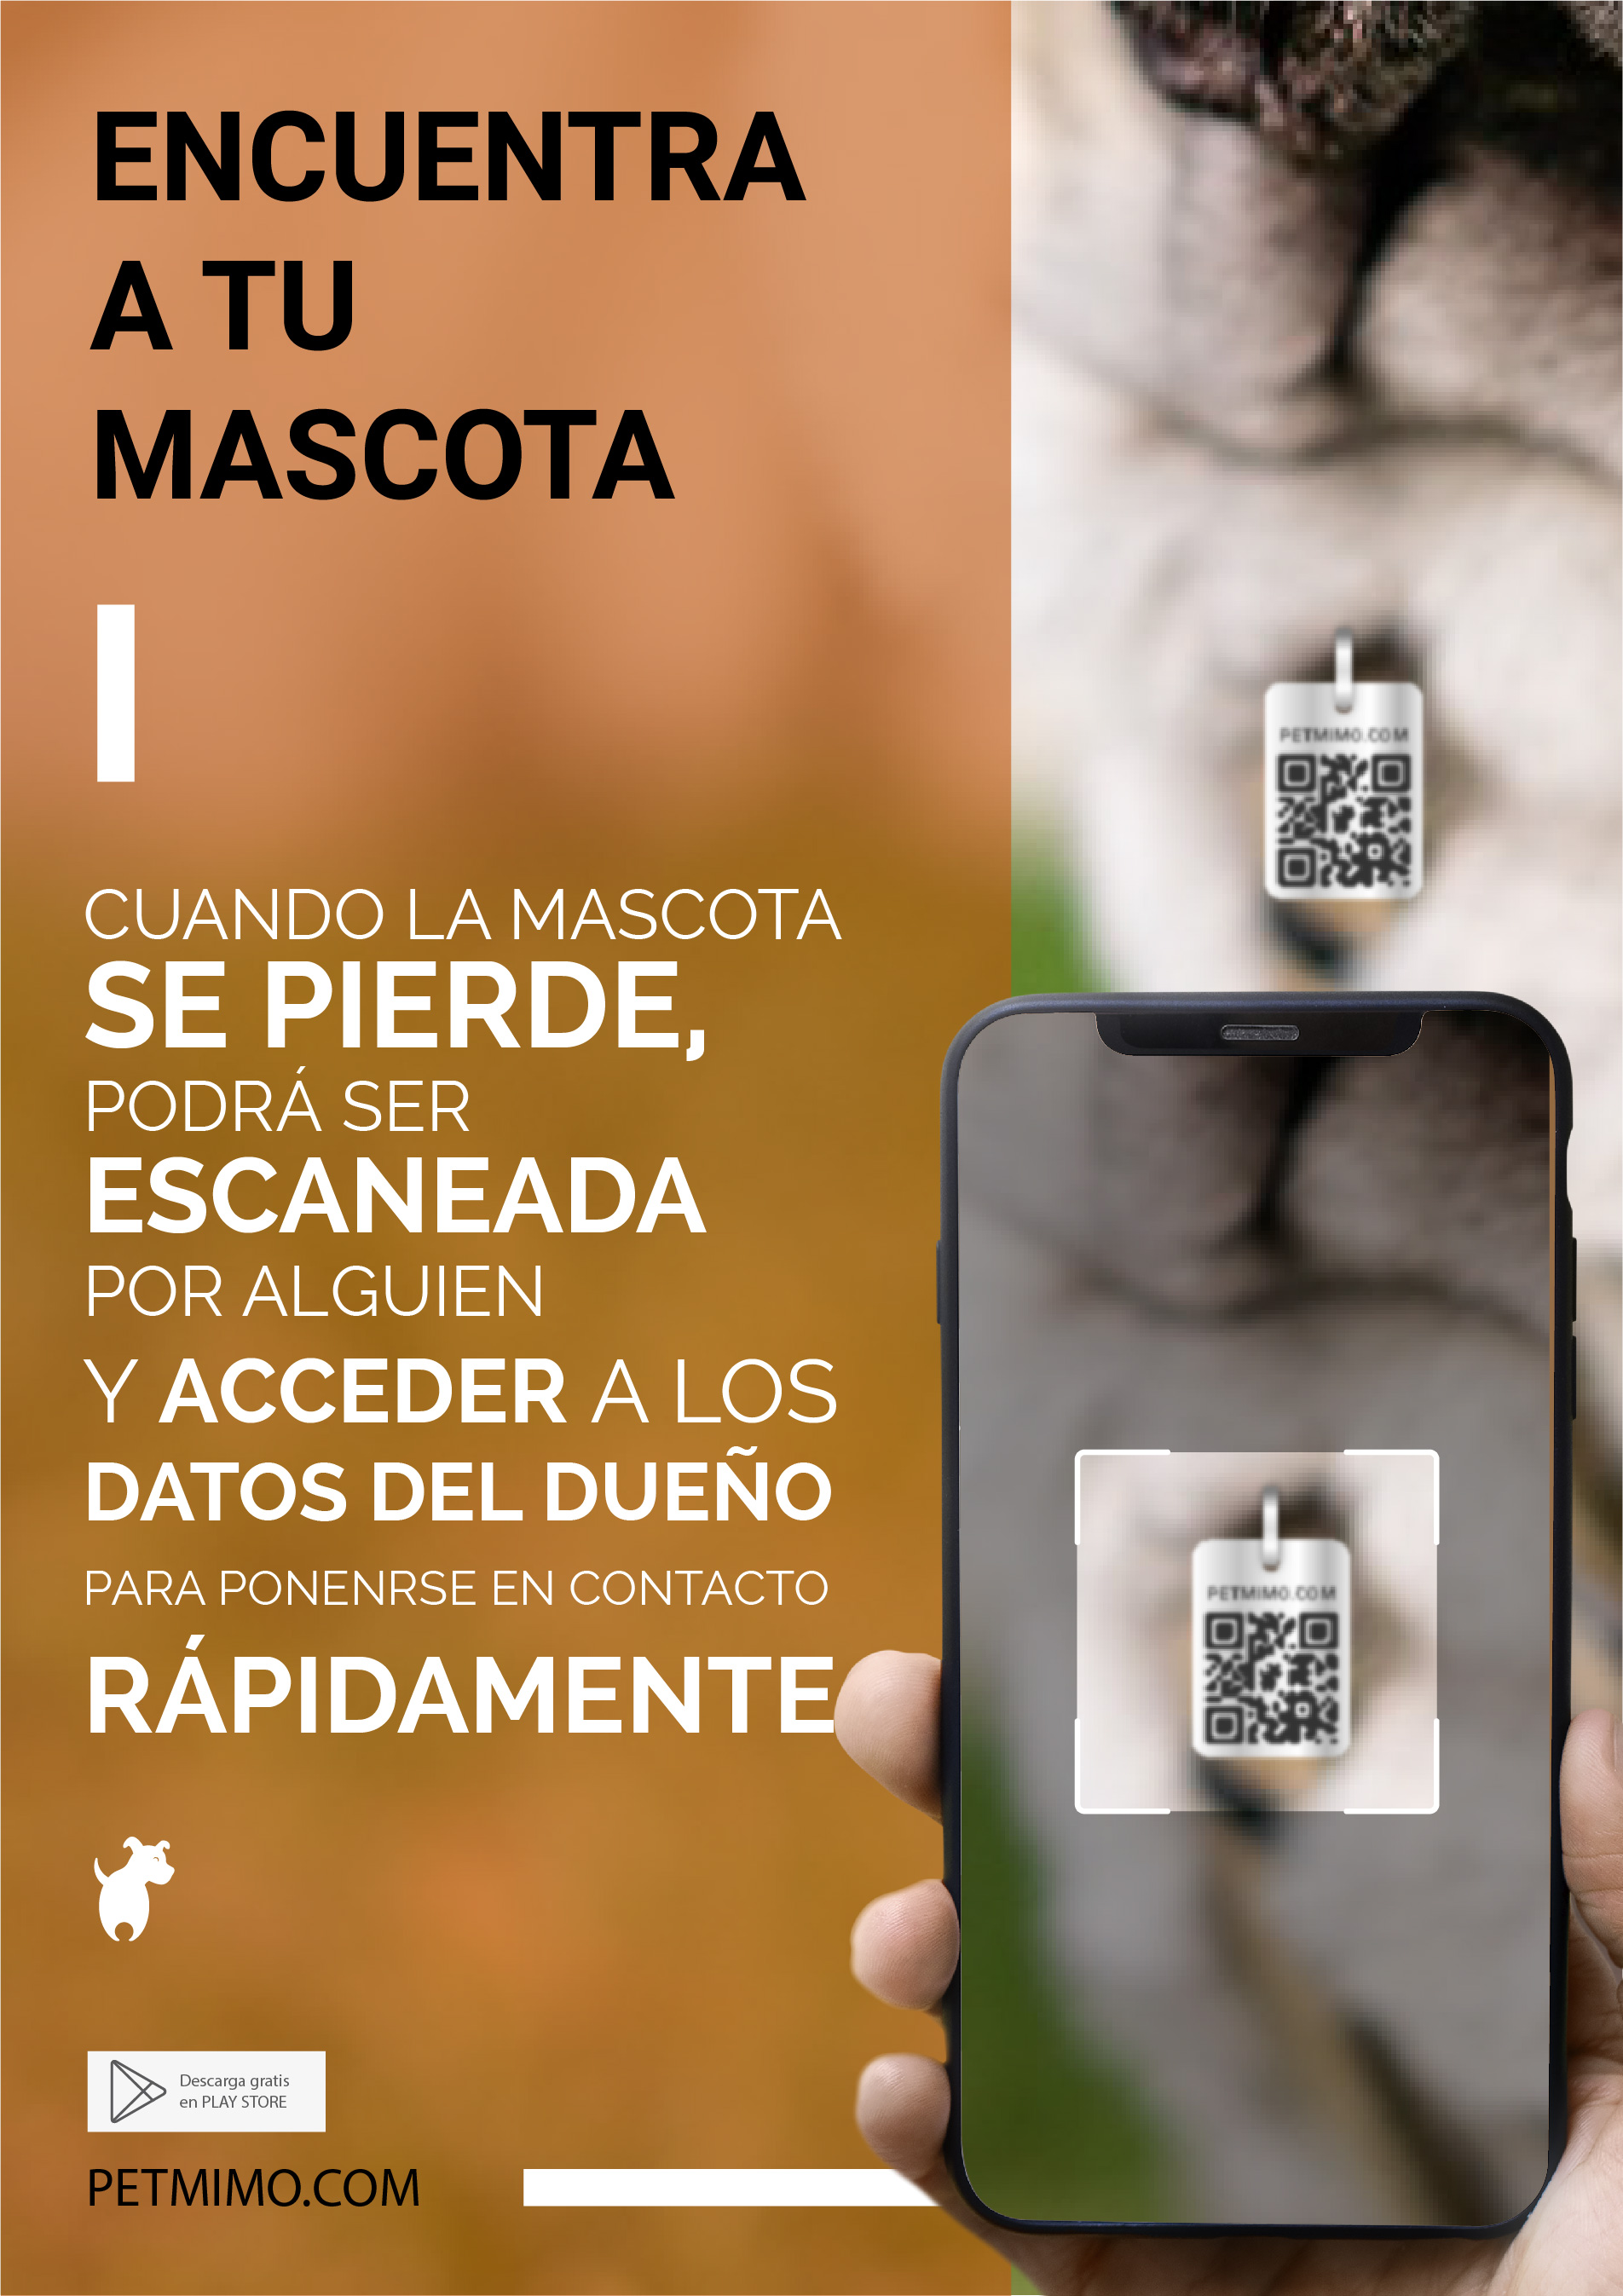 ENCUENTRA
A TU
MASCOTA
CUANDO LA MASCOTA
SE PIERDE,
PODRÁ SER
ESCANEADA
POR ALGUIEN
Y ACCEDER A LOS
DATOS DEL DUEÑO
PARA PONENRSE EN CONTACTO
RÁPIDAMENTE
PETMIMO.COM
PETMIMO.COM
Descarga gratis
en PLAY STORE
PETMIMO.COM